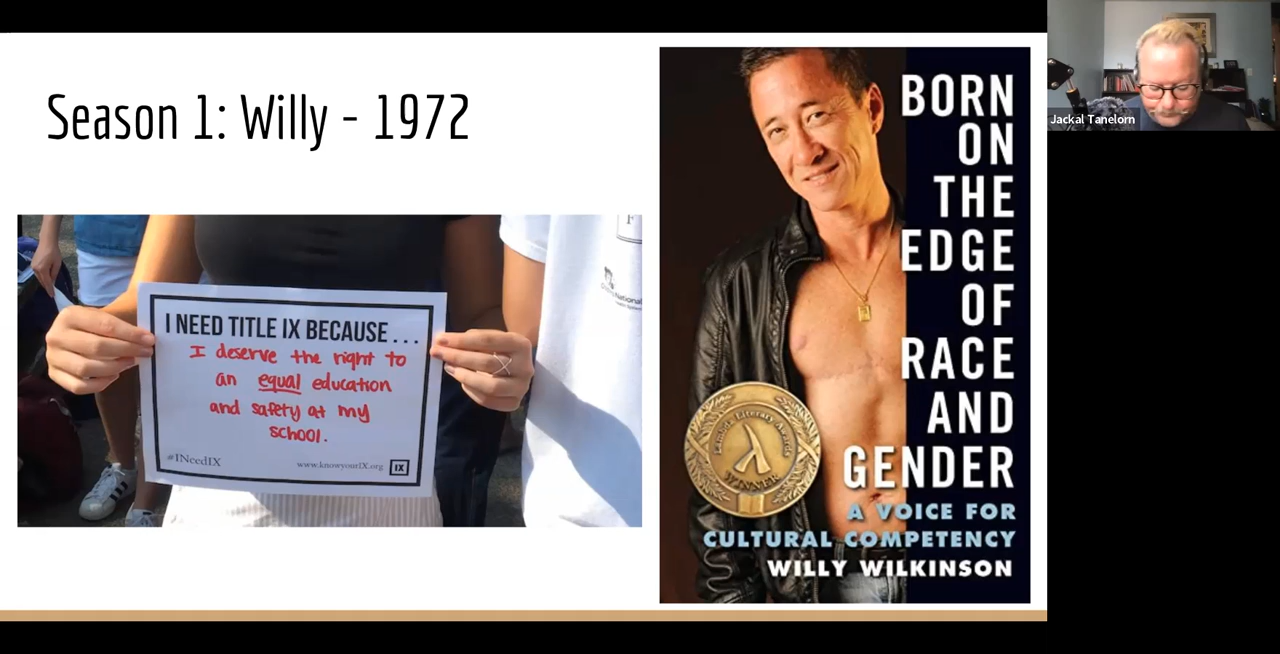 Season 1: Willy - 1972
I NEED TITLE IX BECAUSE...
I deserve the right to
an equal education
and safety at my
school.
#INeedIX
www.knowyourIX.org
IX
F
National
BORN
ON
THE
EDGE
OF
RACE
AND
GENDER
Lambda Literary Awards
WINNER
A VOICE FOR
CULTURAL COMPETENCY
WILLY WILKINSON
Jackal Tanelorn